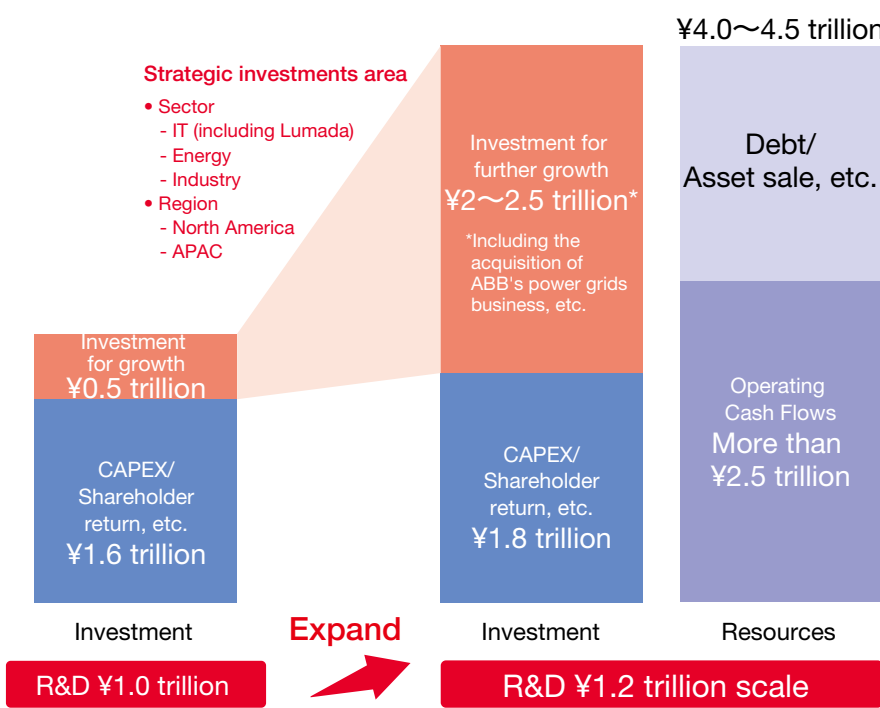 ¥4.0～4.5 trillion
Strategic investments area
• Sector
- IT (including Lumada)
- Energy
- Industry
• Region
- North America
- APAC
Investment
for growth
¥0.5 trillion
CAPEX/
Shareholder
return, etc.
¥1.6 trillion
Investment
R&D ¥1.0 trillion
Expand
Investment for
further growth
¥2～2.5 trillion*
*Including the
acquisition of
ABB's power grids
business, etc.
CAPEX/
Shareholder
return, etc.
¥1.8 trillion
Investment
Debt/
Asset sale, etc.
Operating
Cash Flows
More than
¥2.5 trillion
Resources
R&D ¥1.2 trillion scale